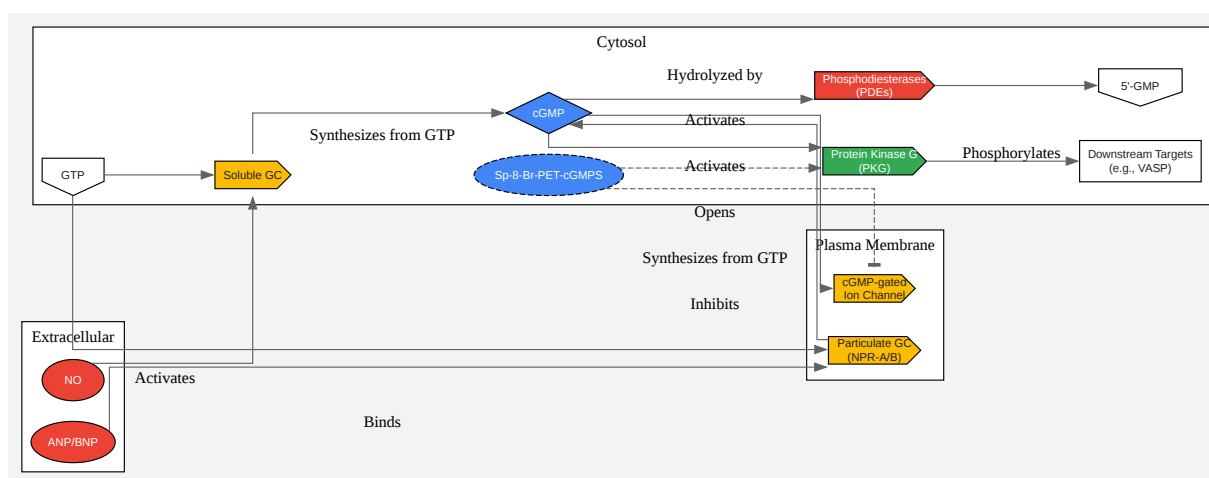 Cytosol
Hydrolyzed by
Phosphodiesterases
(PDEs)
5'-GMP
cGMP
Activates
Synthesizes from GTP
Protein Kinase G
(PKG)
Phosphorylates
Downstream Targets
(e.g., VASP)
GTP
Soluble GC
Sp-8-Br-PET-cGMPS
Activates
Opens
Plasma Membrane
Synthesizes from GTP
cGMP-gated
Ion Channel
Inhibits
Extracellular
Particulate GC
(NPR-A/B)
NO
Activates
Binds
ANP/BNP